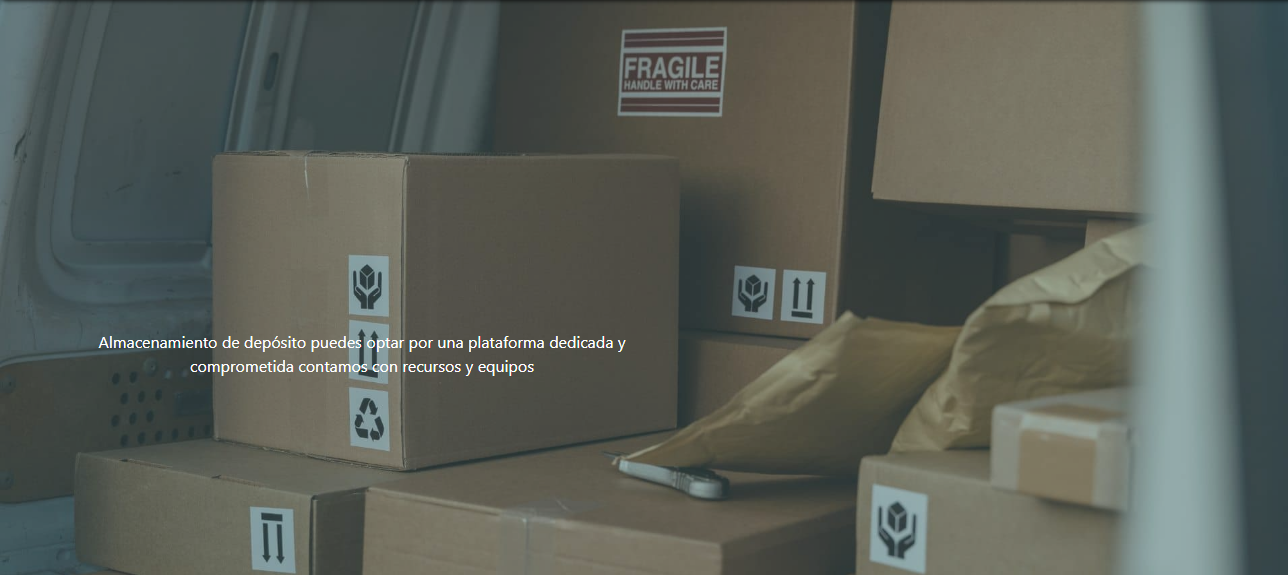 FRAGILE
HANDLE WITH CARE
Almacenamiento de depósito puedes optar por una plataforma dedicada y
comprometida contamos con recursos y equipos